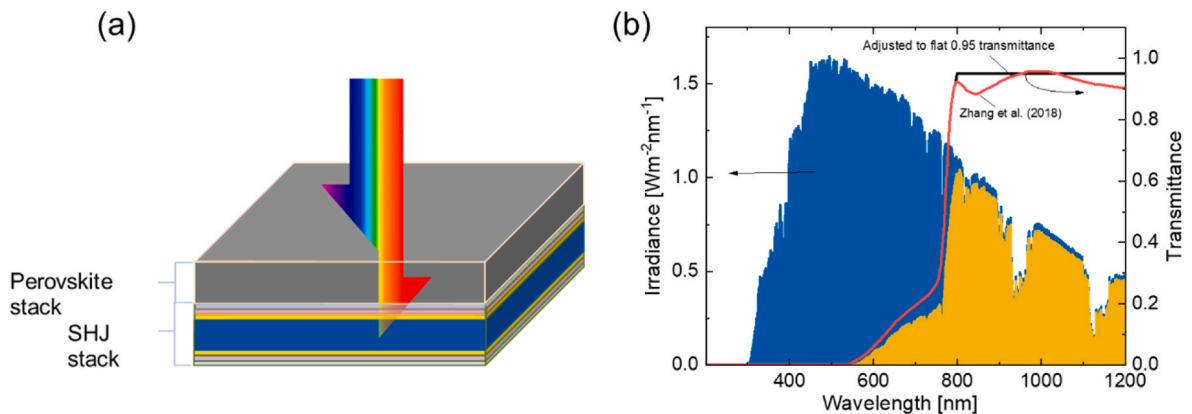 (a)
Perovskite
stack
SHJ
stack
(b)
Adjusted to flat 0.95 transmittance
Zhang et al. (2018)
Irradiance [Wm-2nm-1]
1.5
1.0
0.5
0.0
Transmittance
1.0
0.8
0.6
0.4
0.2
0.0
400 600 800 1000 1200
Wavelength [nm]